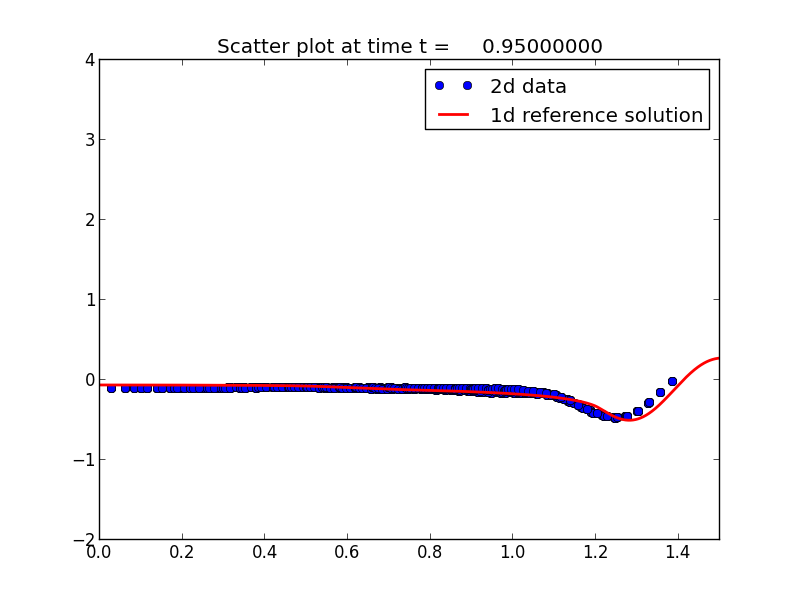 Scatter plot at time t = 0.95000000
2d data
1d reference solution
4
3
2
1
0
−1
−2
0.0 0.2 0.4 0.6 0.8 1.0 1.2 1.4